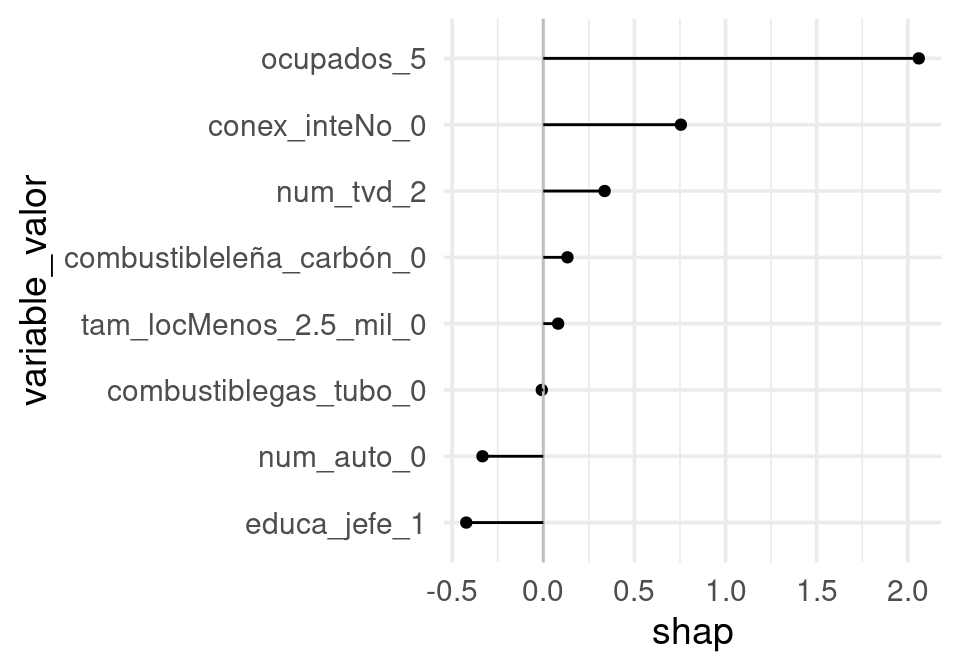 variable_valor
ocupados_5
conex_inteNo_0
num_tvd_2
combustibleleña_carbón_0
tam_locMenos_2.5_mil_0
combustiblegas_tubo_0
num_auto_0
educa_jefe_1
-0.5 0.0 0.5 1.0 1.5 2.0
shap